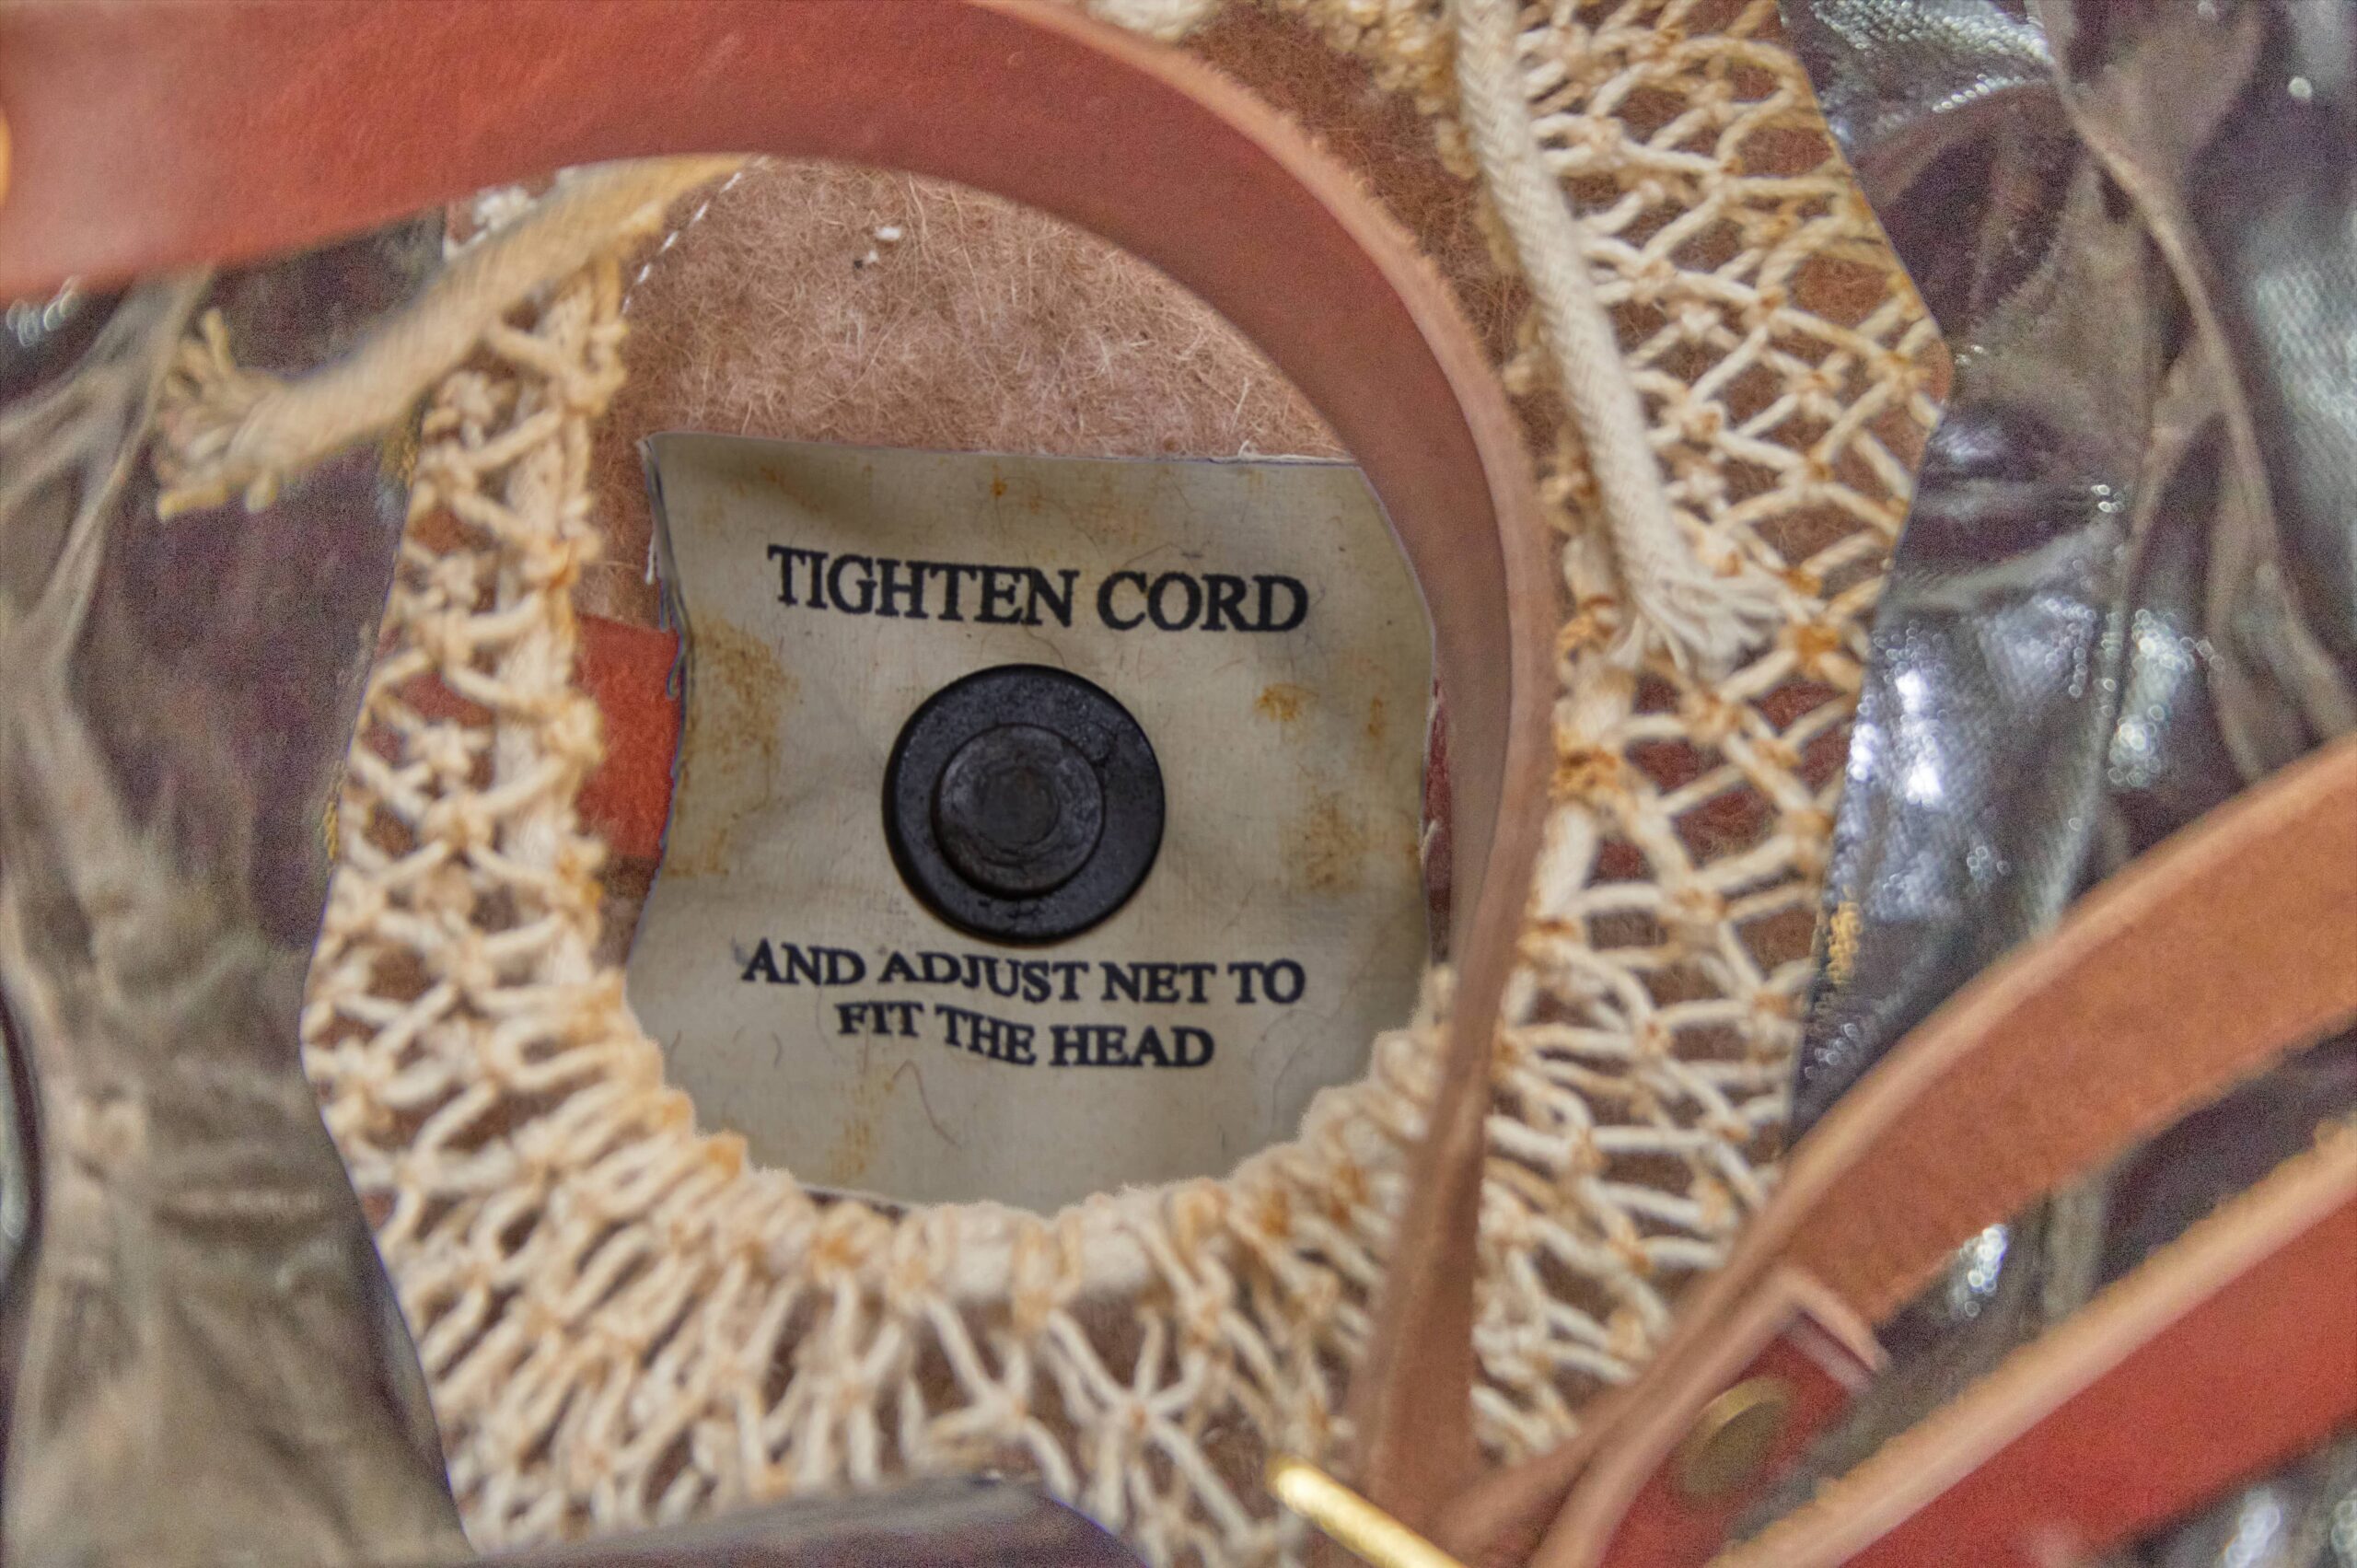 TIGHTEN CORD
AND ADJUST NET TO
FIT THE HEAD